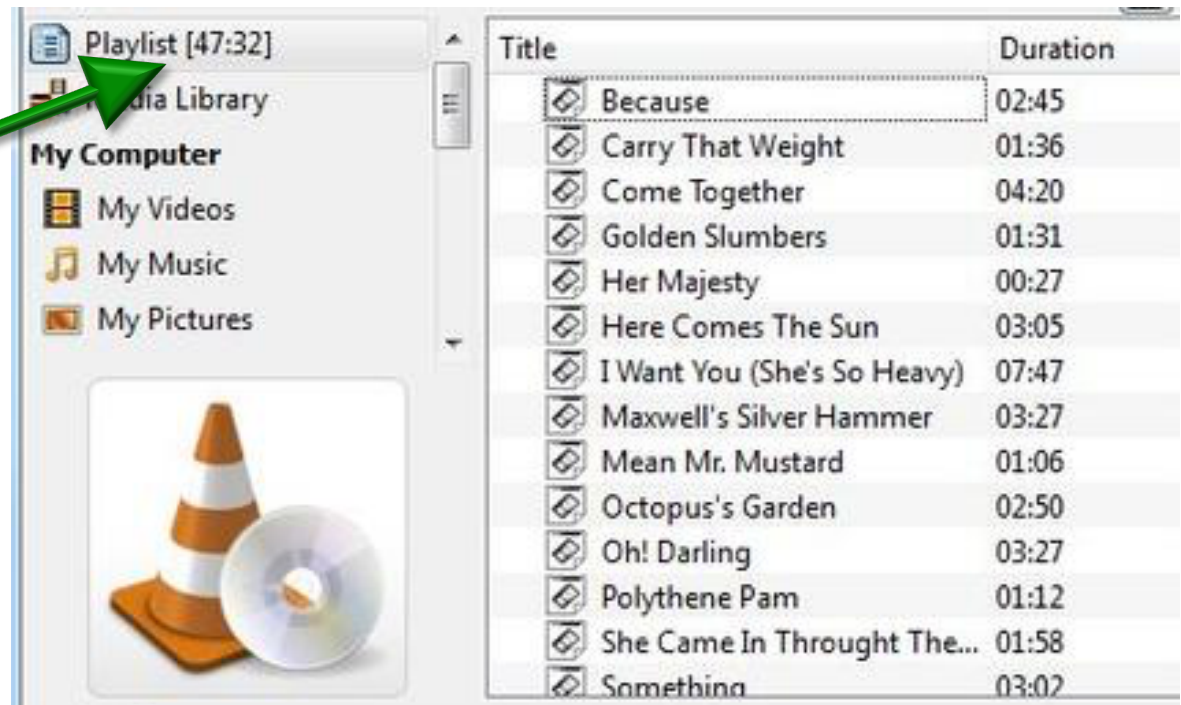 Playlist [47:32]
Media Library
My Computer
My Videos
My Music
My Pictures
Title Duration
Because 02:45
Carry That Weight 01:36
Come Together 04:20
Golden Slumbers 01:31
Her Majesty 00:27
Here Comes The Sun 03:05
I Want You (She's So Heavy) 07:47
Maxwell's Silver Hammer 03:27
Mean Mr. Mustard 01:06
Octopus's Garden 02:50
Oh! Darling 03:27
Polythene Pam 01:12
She Came In Throught The... 01:58
Something 03:02